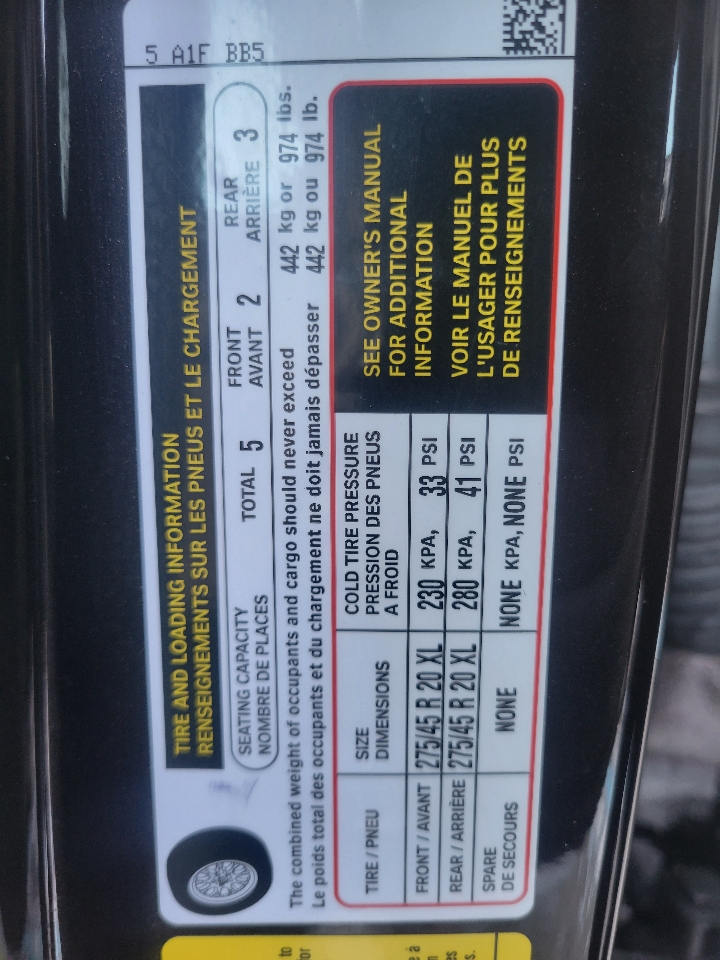 5 A1F BB5
TIRE AND LOADING INFORMATION
RENSEIGNEMENTS SUR LES PNEUS ET LE CHARGEMENT
SEATING CAPACITY TOTAL 5 FRONT 2 REAR 3
NOMBRE DE PLACES AVANT ARRIÈRE
The combined weight of occupants and cargo should never exceed 442 kg or 974 lbs.
Le poids total des occupants et du chargement ne doit jamais dépasser 442 kg ou 974 lb.
TIRE / PNEU
SIZE
DIMENSIONS
COLD TIRE PRESSURE
PRESSION DES PNEUS
A FROID
FRONT / AVANT 275/45 R 20 XL 230 KPA, 33 PSI
REAR / ARRIÈRE 275/45 R 20 XL 280 KPA, 41 PSI
SPARE
DE SECOURS NONE NONE KPA, NONE PSI
SEE OWNER'S MANUAL
FOR ADDITIONAL
INFORMATION
VOIR LE MANUEL DE
L'USAGER POUR PLUS
DE RENSEIGNEMENTS
to